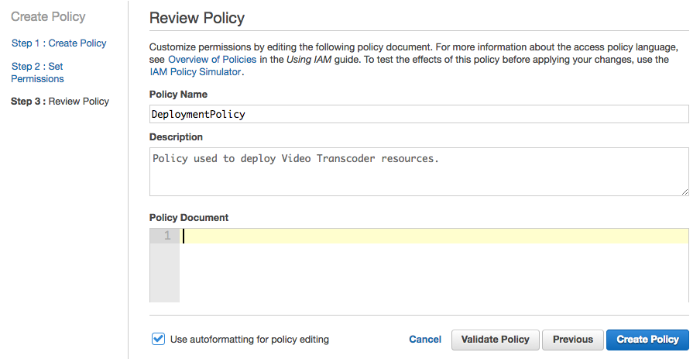 Create Policy
Step 1 : Create Policy
Step 2 : Set
Permissions
Step 3 : Review Policy
Review Policy
Customize permissions by editing the following policy document. For more information about the access policy language,
see Overview of Policies in the Using IAM guide. To test the effects of this policy before applying your changes, use the
IAM Policy Simulator.
Policy Name
DeploymentPolicy
Description
Policy used to deploy Video Transcoder resources.
Policy Document
1
Use autoformatting for policy editing
Cancel
Validate Policy
Previous
Create Policy